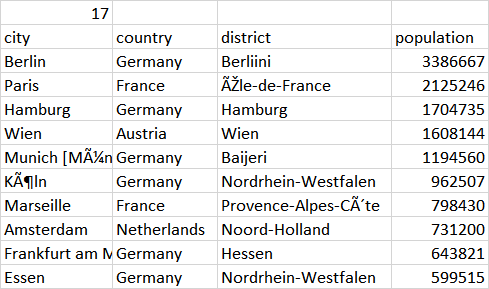 17
city country district population
Berlin Germany Berliini 3386667
Paris France ÃŽle-de-France 2125246
Hamburg Germany Hamburg 1704735
Wien Austria Wien 1608144
Munich [MÃ¼n Germany Baijeri 1194560
KÃ¶ln Germany Nordrhein-Westfalen 962507
Marseille France Provence-Alpes-CÃ´te 798430
Amsterdam Netherlands Noord-Holland 731200
Frankfurt am M Germany Hessen 643821
Essen Germany Nordrhein-Westfalen 599515